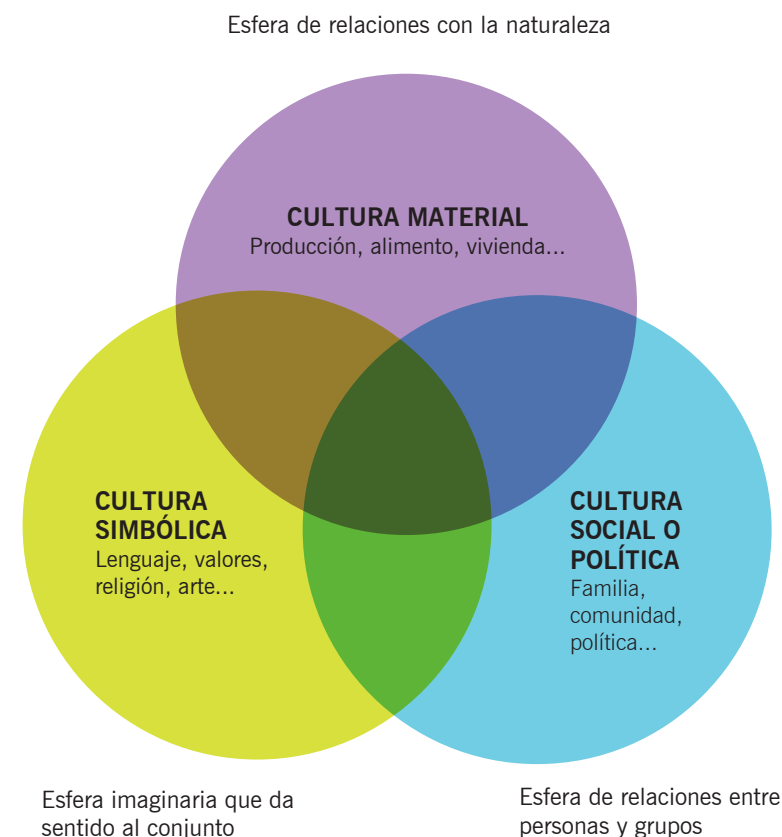 Esfera de relaciones con la naturaleza
CULTURA MATERIAL
Producción, alimento, vivienda...
CULTURA
SIMBÓLICA
Lenguaje, valores,
religión, arte...
CULTURA
SOCIAL O
POLÍTICA
Familia,
comunidad,
política...
Esfera imaginaria que da
sentido al conjunto
Esfera de relaciones entre
personas y grupos